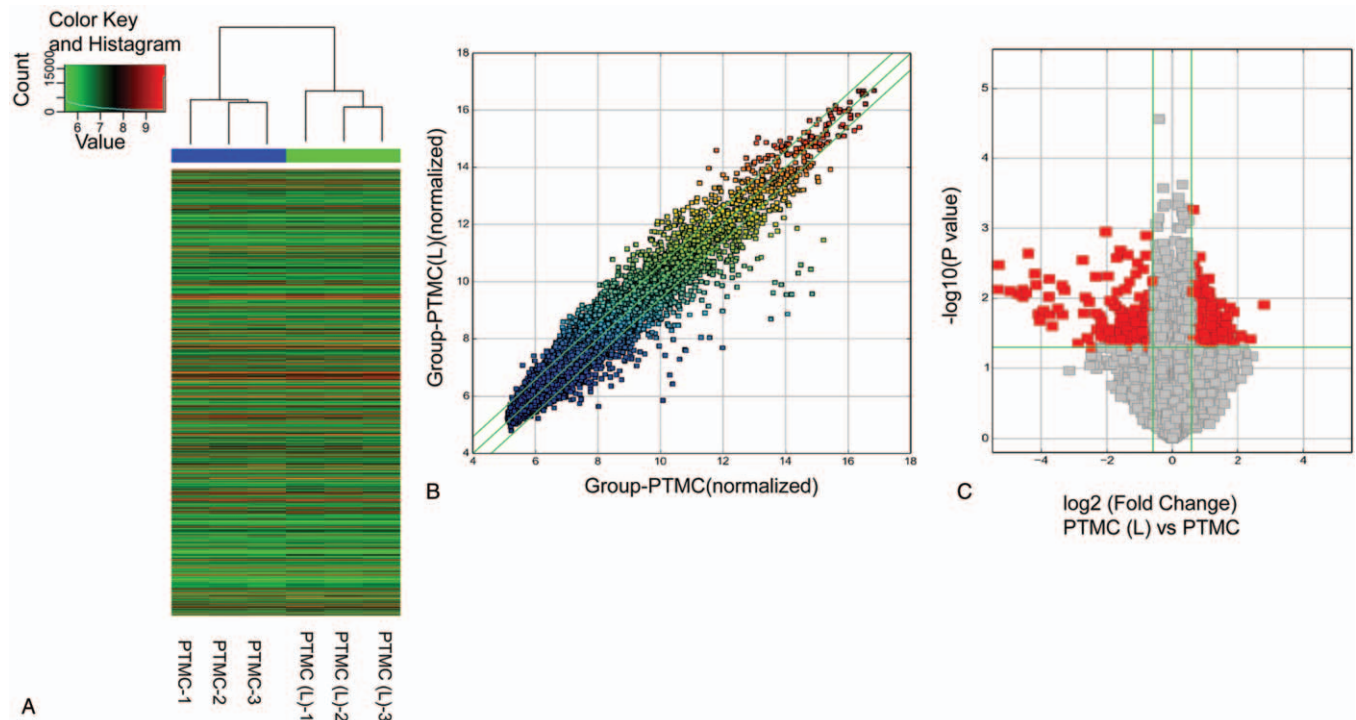 Color Key
and Histagram
Count
15000
0
6 7 8 9
Value
PTMC-1
PTMC-2
PTMC-3
PTMC (L)-1
PTMC (L)-2
PTMC (L)-3
A
18
16
14
12
10
8
6
4
4 6 8 10 12 14 16 18
Group-PTMC(L)(normalized)
Group-PTMC(normalized)
B
5
4
3
2
1
0
−4 −2 0 2 4
-log10(P value)
log2 (Fold Change)
PTMC (L) vs PTMC
C